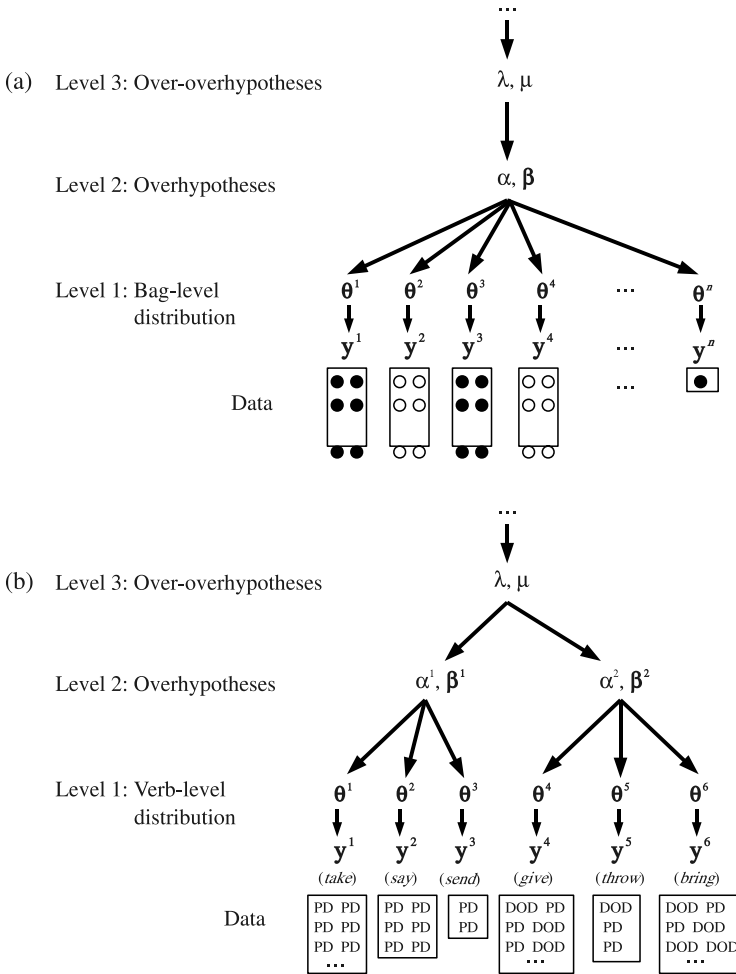 ...
(a) Level 3: Over-overhypotheses λ, μ
Level 2: Overhypotheses α, β
Level 1: Bag-level distribution θ¹ θ² θ³ θ⁴ ... θⁿ
y¹ y² y³ y⁴ ... yⁿ
Data ...
...
(b) Level 3: Over-overhypotheses λ, μ
Level 2: Overhypotheses α¹, β¹ α², β²
Level 1: Verb-level distribution θ¹ θ² θ³ θ⁴ θ⁵ θ⁶
y¹ y² y³ y⁴ y⁵ y⁶
(take) (say) (send) (give) (throw) (bring)
Data
PD PD PD PD PD DOD PD DOD DOD PD
PD PD PD PD PD PD DOD PD PD DOD
PD PD PD PD PD DOD PD DOD DOD
... ... ...